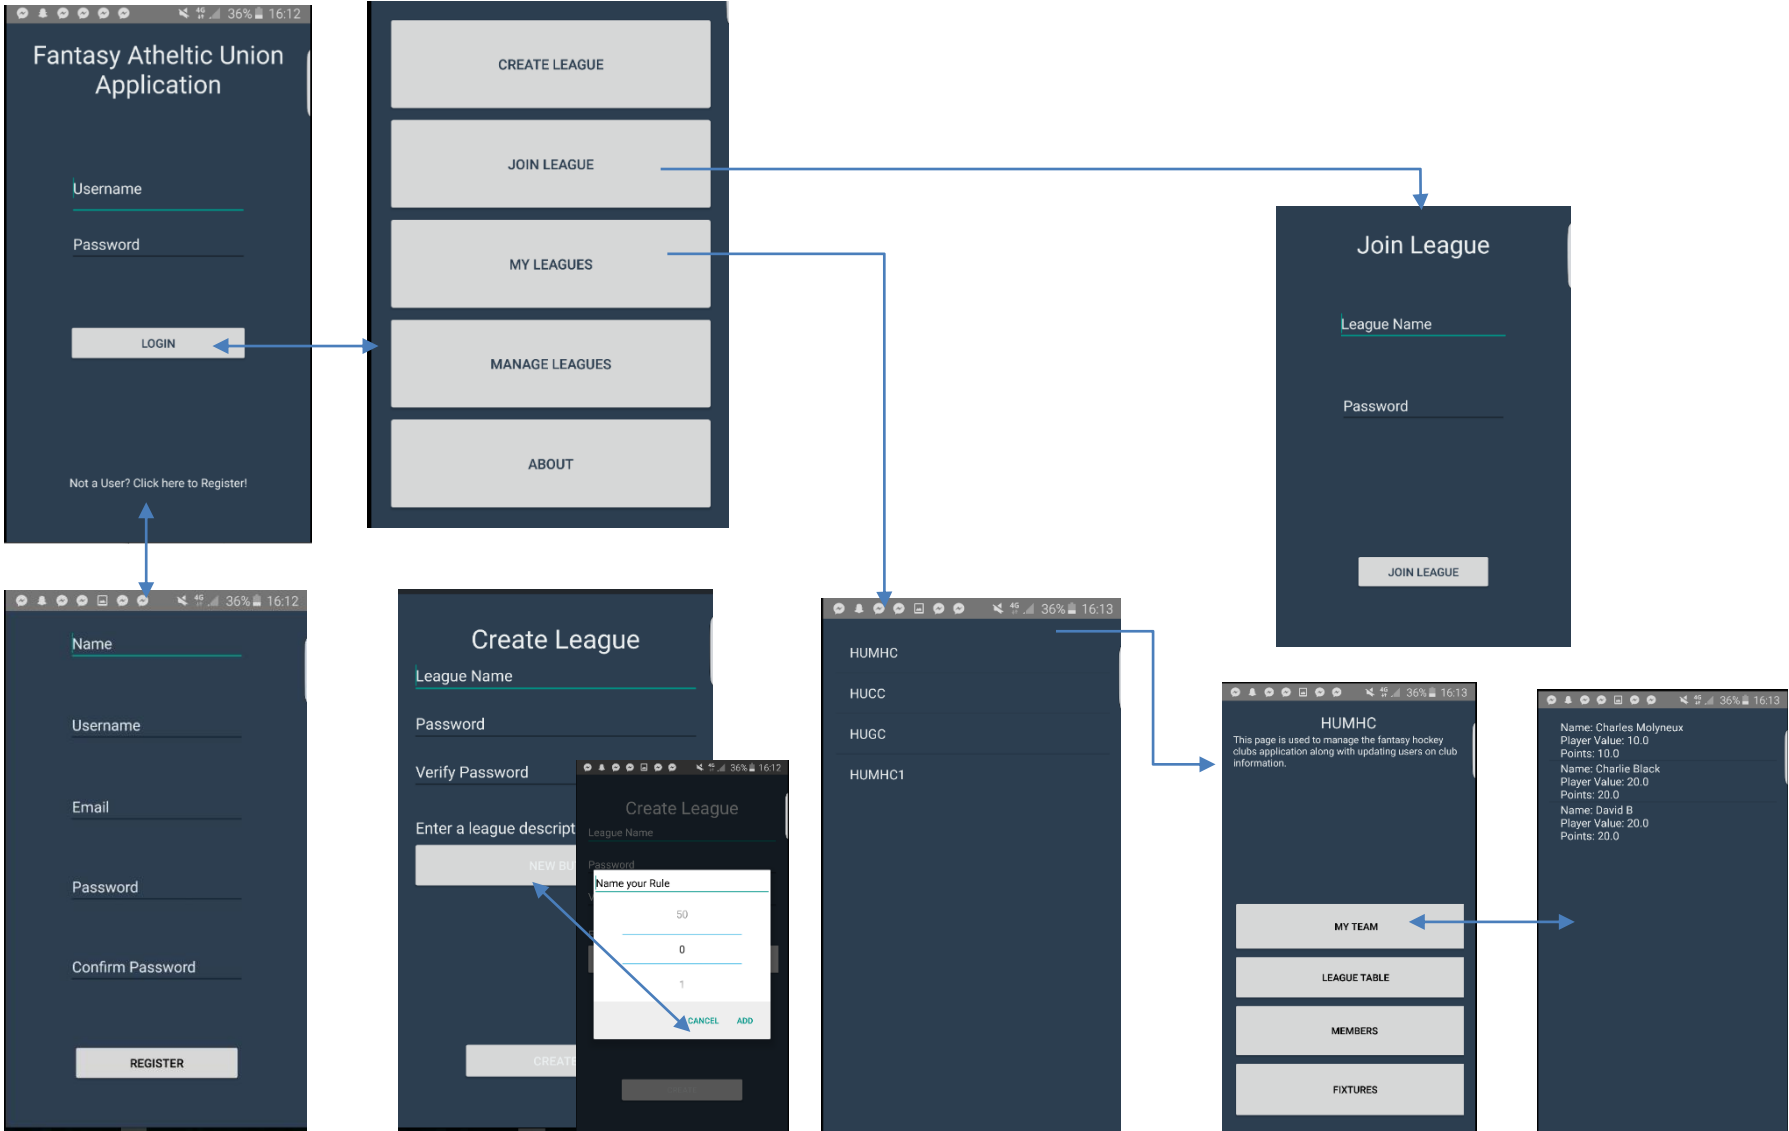 36% 16:12
Fantasy Atheltic Union
Application
Username
Password
LOGIN
Not a User? Click here to Register!
CREATE LEAGUE
JOIN LEAGUE
MY LEAGUES
MANAGE LEAGUES
ABOUT
Join League
League Name
Password
JOIN LEAGUE
4G 36% 16:12
Name
Username
Email
Password
Confirm Password
REGISTER
Create League
League Name
Password
Verify Password
Enter a league descript
NEW BU
CREATE
36% 16:12
Create League
League Name
Password
Name your Rule
50
0
1
CANCEL ADD
4G 36% 16:13
HUMHC
HUCC
HUGC
HUMHC1
4G 36% 16:13
HUMHC
This page is used to manage the fantasy hockey
clubs application along with updating users on club
information.
MY TEAM
LEAGUE TABLE
MEMBERS
FIXTURES
4G 36% 16:13
Name: Charles Molyneux
Player Value: 10.0
Points: 10.0
Name: Charlie Black
Player Value: 20.0
Points: 20.0
Name: David B
Player Value: 20.0
Points: 20.0